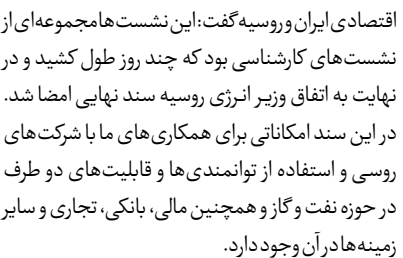 اقتصادی ایران و روسیه گفت: این نشست‌ها مجموعه‌ای از
نشست‌های کارشناسی بود که چند روز طول کشید و در
نهایت به اتفاق وزیر انرژی روسیه سند نهایی امضا شد.
در این سند امکاناتی برای همکاری‌های ما با شرکت‌های
روسی و استفاده از توانمندی‌ها و قابلیت‌های دو طرف
در حوزه نفت و گاز و همچنین مالی، بانکی، تجاری و سایر
زمینه‌ها در آن وجود دارد.